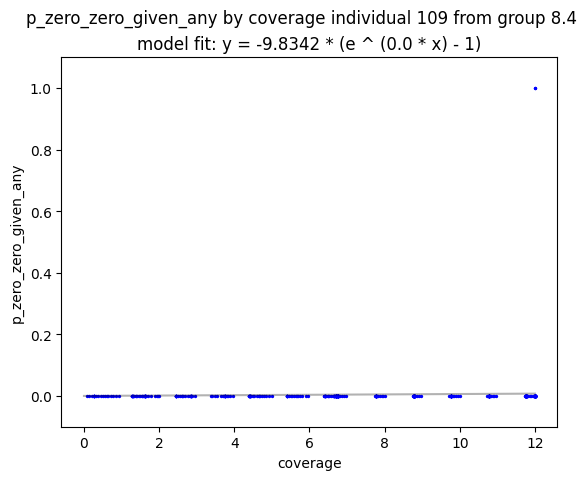 p_zero_zero_given_any by coverage individual 109 from group 8.4
model fit: y = -9.8342 * (e ^ (0.0 * x) - 1)
p_zero_zero_given_any
1.0
0.8
0.6
0.4
0.2
0.0
0 2 4 6 8 10 12
coverage